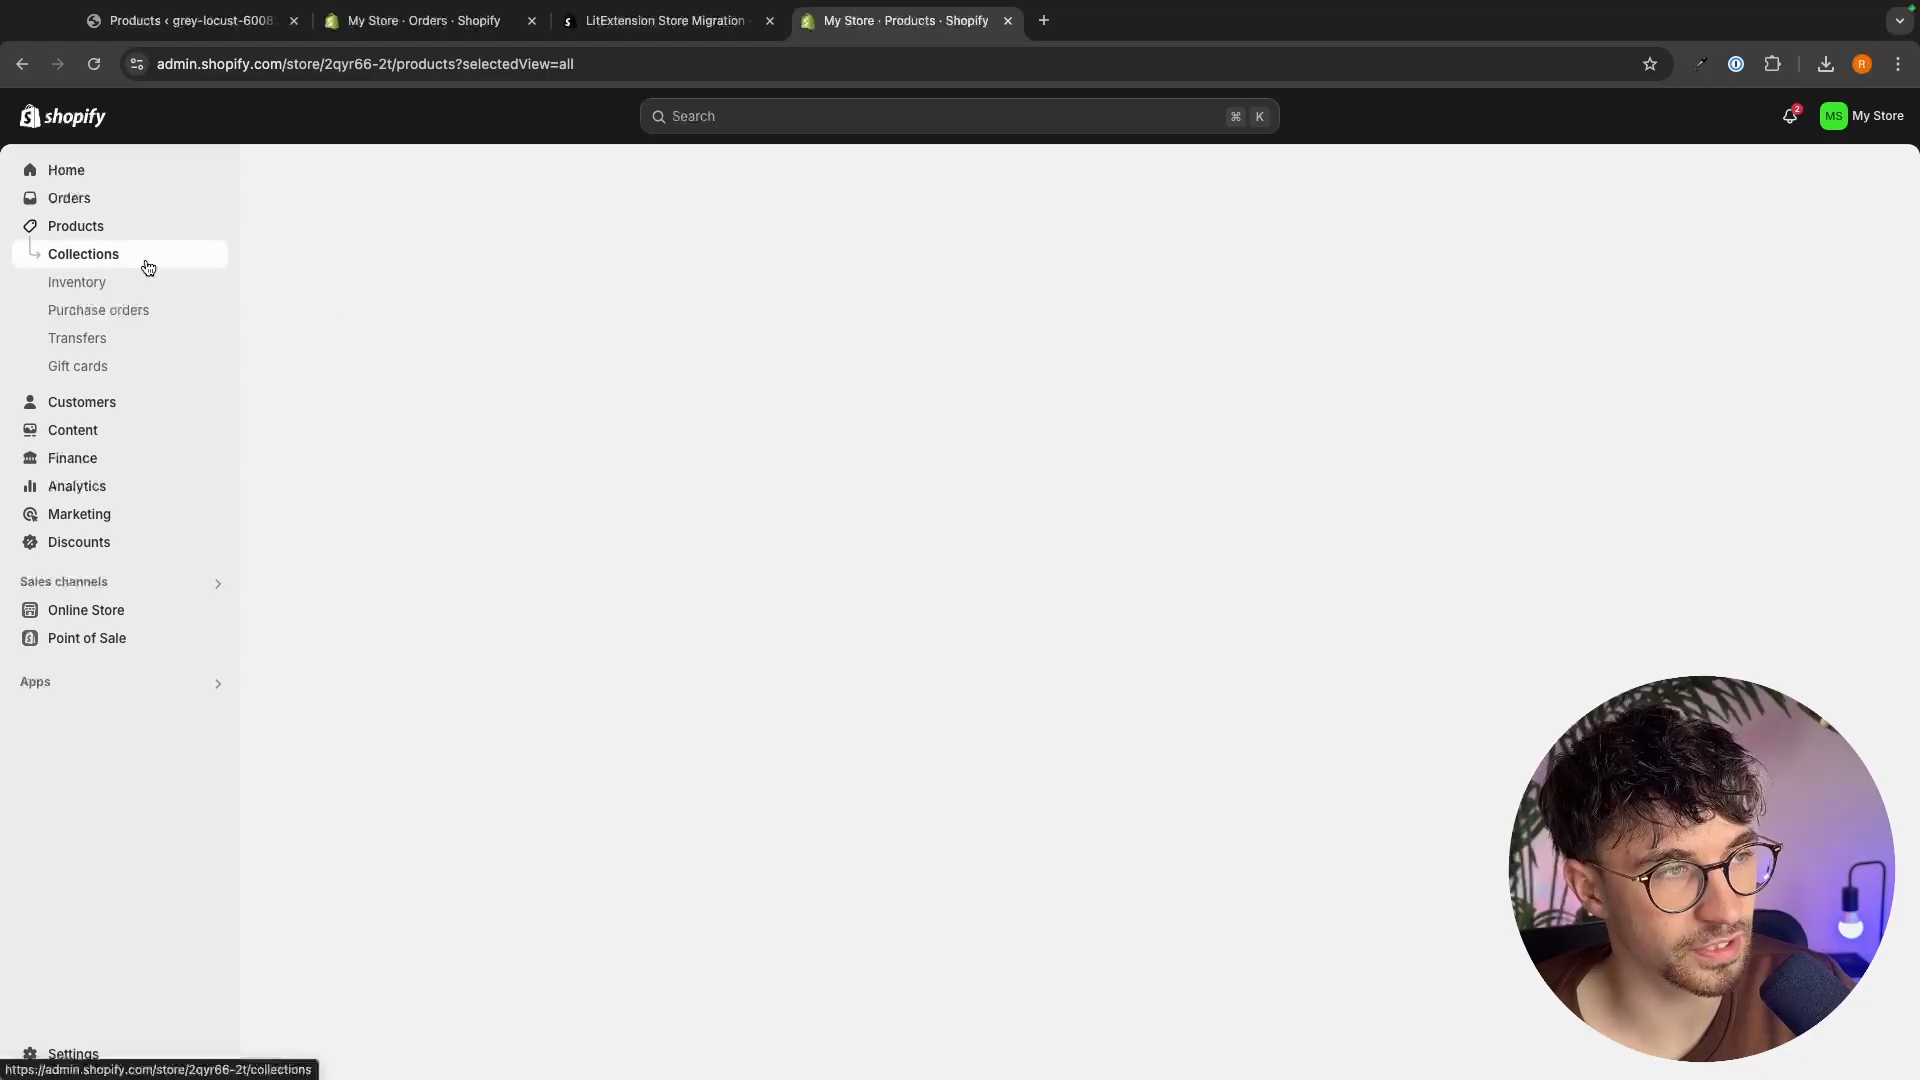 Products ‹ grey-locust-6008
My Store · Orders · Shopify
LitExtension Store Migration
My Store · Products · Shopify
admin.shopify.com/store/2qyr66-2t/products?selectedView=all
shopify
Search
⌘ K
2
MS
My Store
R
Home
Orders
Products
Collections
Inventory
Purchase orders
Transfers
Gift cards
Customers
Content
Finance
Analytics
Marketing
Discounts
Sales channels
Online Store
Point of Sale
Apps
Settings
https://admin.shopify.com/store/2qyr66-2t/collections